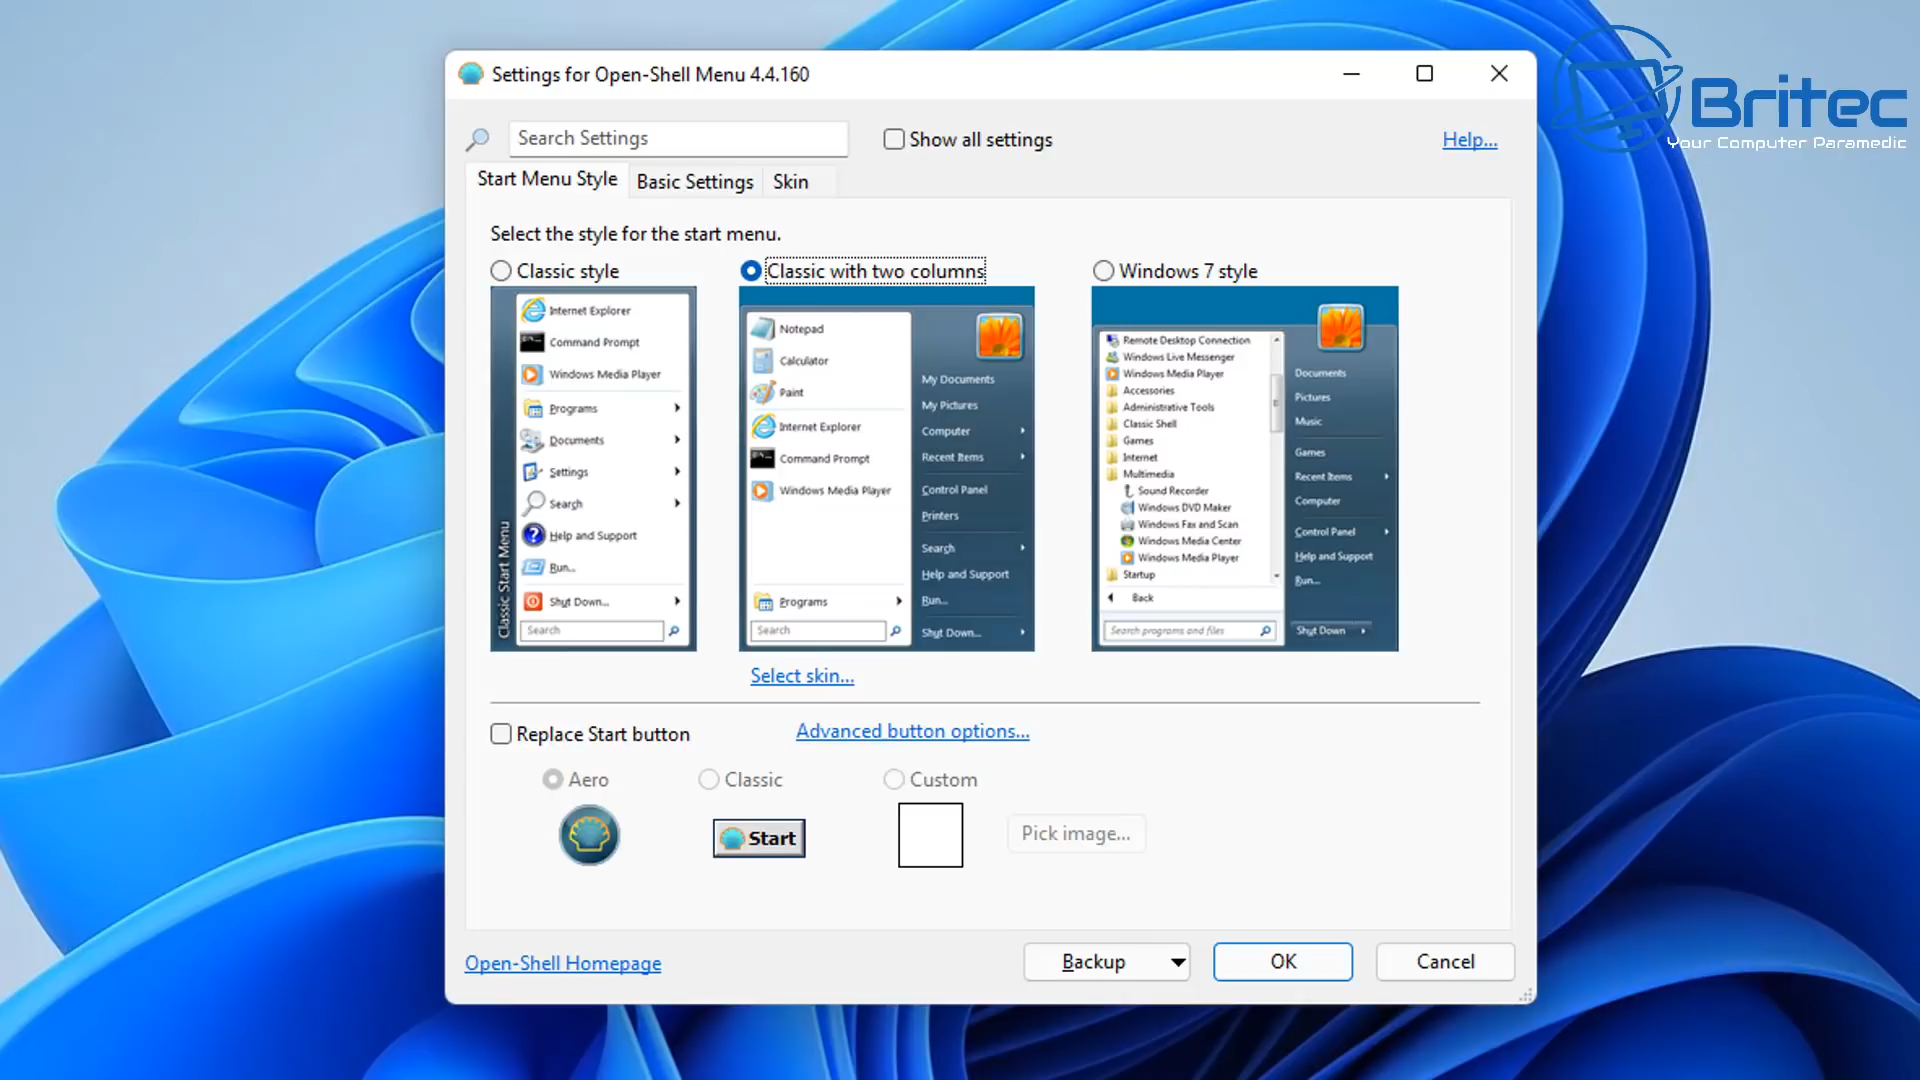 Settings for Open-Shell Menu 4.4.160
Britec
Your Computer Paramedic
Search Settings
Show all settings
Help...
Start Menu Style
Basic Settings
Skin
Select the style for the start menu.
Classic style
Classic with two columns
Windows 7 style
Internet Explorer
Command Prompt
Windows Media Player
Programs
Documents
Settings
Search
Help and Support
Run...
Shut Down...
Search
Classic Start Menu
Notepad
Calculator
Paint
Internet Explorer
Command Prompt
Windows Media Player
Programs
Search
My Documents
My Pictures
Computer
Recent Items
Control Panel
Printers
Search
Help and Support
Run...
Shut Down...
Remote Desktop Connection
Windows Live Messenger
Windows Media Player
Accessories
Administrative Tools
Classic Shell
Games
Internet
Multimedia
Sound Recorder
Windows DVD Maker
Windows Fax and Scan
Windows Media Center
Windows Media Player
Startup
Back
Search programs and files
Documents
Pictures
Music
Games
Recent Items
Computer
Control Panel
Help and Support
Run...
Shut Down
Select skin...
Replace Start button
Advanced button options...
Aero
Classic
Custom
Start
Pick image...
Open-Shell Homepage
Backup
OK
Cancel